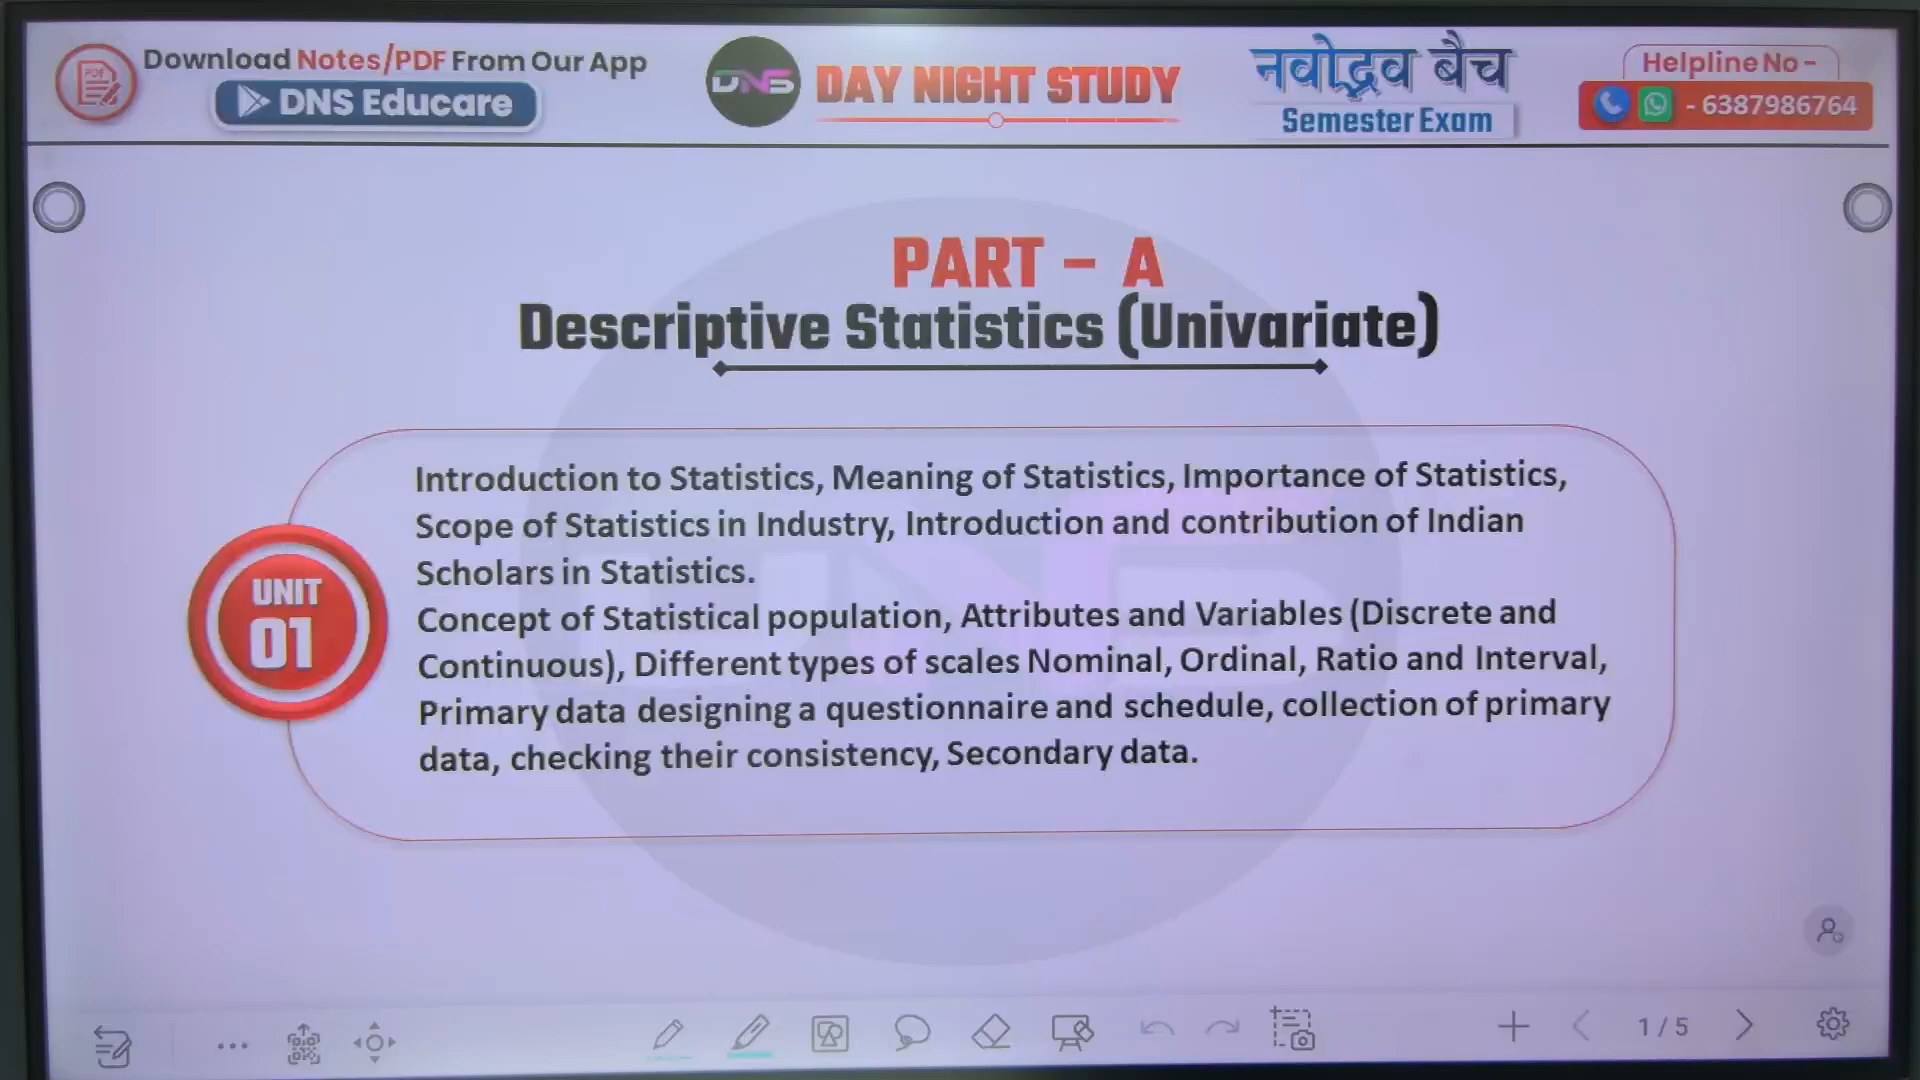 Download Notes/PDF From Our App
DNS Educare
DNS
DAY NIGHT STUDY
नवोद्भव बैच
Semester Exam
Helpline No -
- 6387986764
PART – A
Descriptive Statistics (Univariate)
UNIT
01
Introduction to Statistics, Meaning of Statistics, Importance of Statistics,
Scope of Statistics in Industry, Introduction and contribution of Indian
Scholars in Statistics.
Concept of Statistical population, Attributes and Variables (Discrete and
Continuous), Different types of scales Nominal, Ordinal, Ratio and Interval,
Primary data designing a questionnaire and schedule, collection of primary
data, checking their consistency, Secondary data.
1 / 5